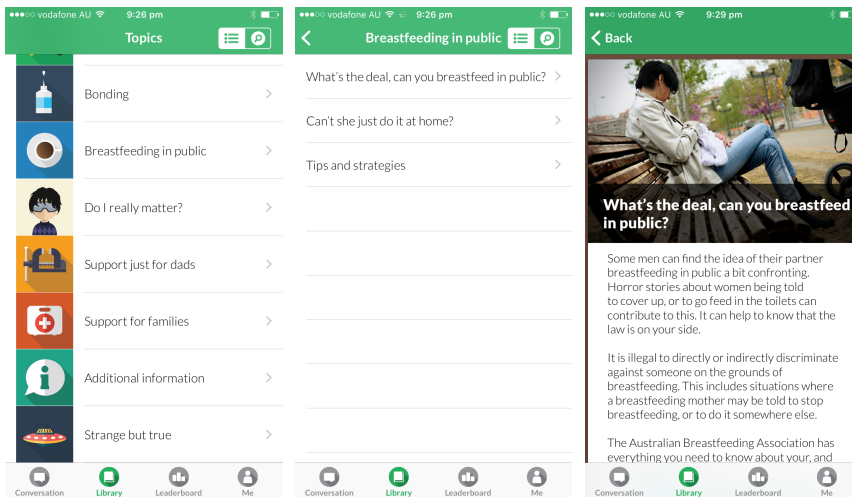 vodafone AU 9:26 pm
Topics
Bonding
Breastfeeding in public
Do I really matter?
Support just for dads
Support for families
Additional information
Strange but true
Conversation Library Leaderboard Me
vodafone AU 9:26 pm
Breastfeeding in public
What's the deal, can you breastfeed in public?
Can't she just do it at home?
Tips and strategies
Conversation Library Leaderboard Me
vodafone AU 9:29 pm
Back
What's the deal, can you breastfeed
in public?
Some men can find the idea of their partner
breastfeeding in public a bit confronting.
Horror stories about women being told
to cover up, or to go feed in the toilets can
contribute to this. It can help to know that the
law is on your side.
It is illegal to directly or indirectly discriminate
against someone on the grounds of
breastfeeding. This includes situations where
a breastfeeding mother may be told to stop
breastfeeding, or to do it somewhere else.
The Australian Breastfeeding Association has
everything you need to know about your, and
Conversation Library Leaderboard Me